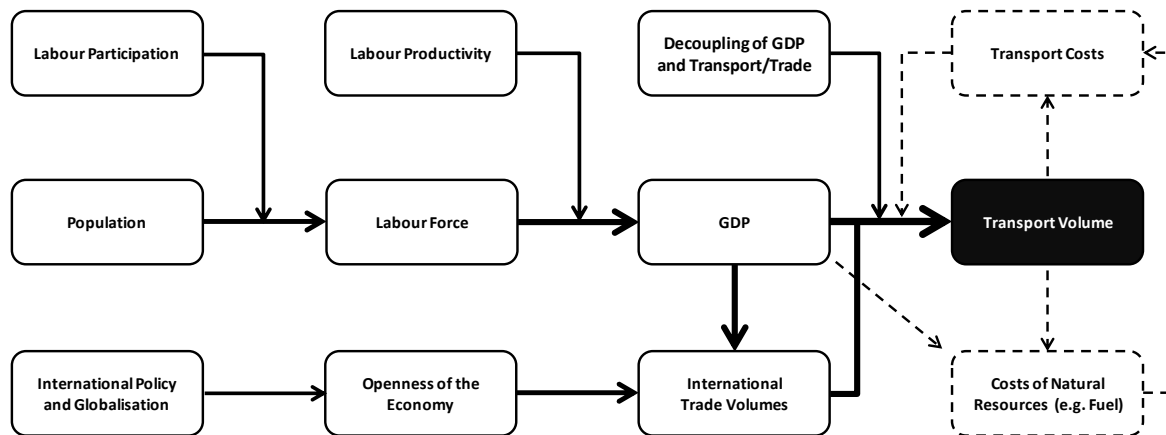 Labour Participation
Labour Productivity
Decoupling of GDP
and Transport/Trade
Transport Costs
Population
Labour Force
GDP
Transport Volume
International Policy
and Globalisation
Openness of the
Economy
International
Trade Volumes
Costs of Natural
Resources (e.g. Fuel)